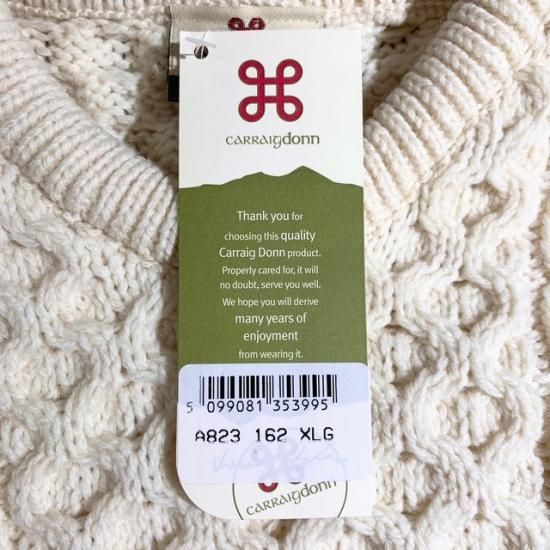 CARRAIGdONN
Thank you for
choosing this quality
Carraig Donn product.
Properly cared for, it will
no doubt, serve you well.
We hope you will derive
many years of
enjoyment
from wearing it.
5 099081 353995
A823 162 XLG
CARRAIGdONN